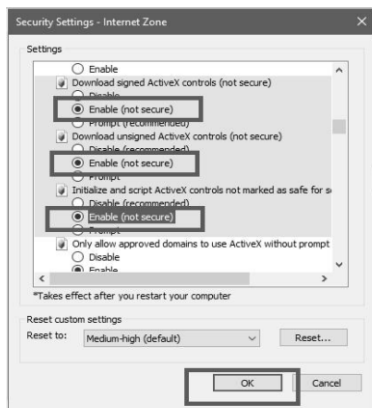 Security Settings - Internet Zone
Settings
Enable
Download signed ActiveX controls (not secure)
Disable
Enable (not secure)
Prompt (recommended)
Download unsigned ActiveX controls (not secure)
Disable (recommended)
Enable (not secure)
Prompt
Initialize and script ActiveX controls not marked as safe for s
Disable (recommended)
Enable (not secure)
Prompt
Only allow approved domains to use ActiveX without prompt
Disable
Enable
*Takes effect after you restart your computer
Reset custom settings
Reset to: Medium-high (default) Reset...
OK Cancel